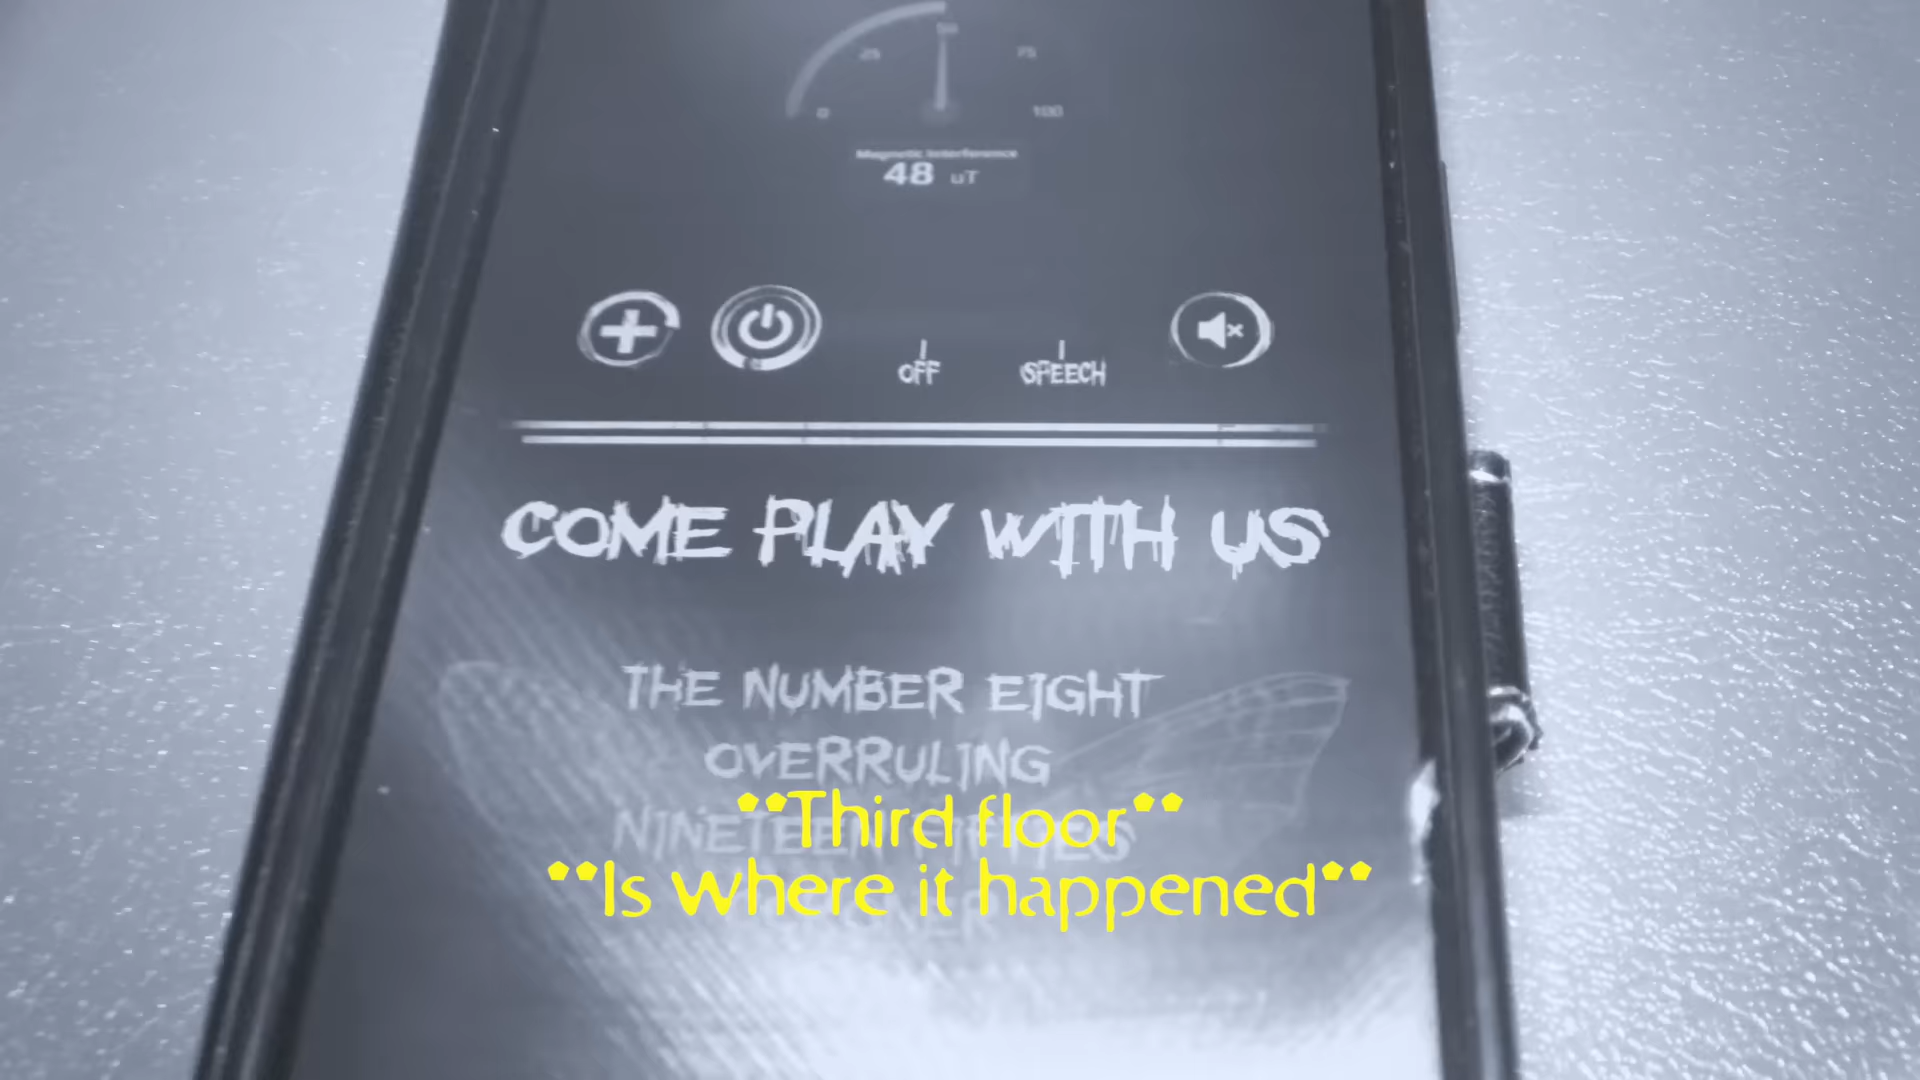 0 25 50 75 100
Magnetic Interference
48 uT
OFF SPEECH
COME PLAY WITH US
THE NUMBER EIGHT
OVERRULING
NINETEEN
**Third floor**
**Is where it happened**